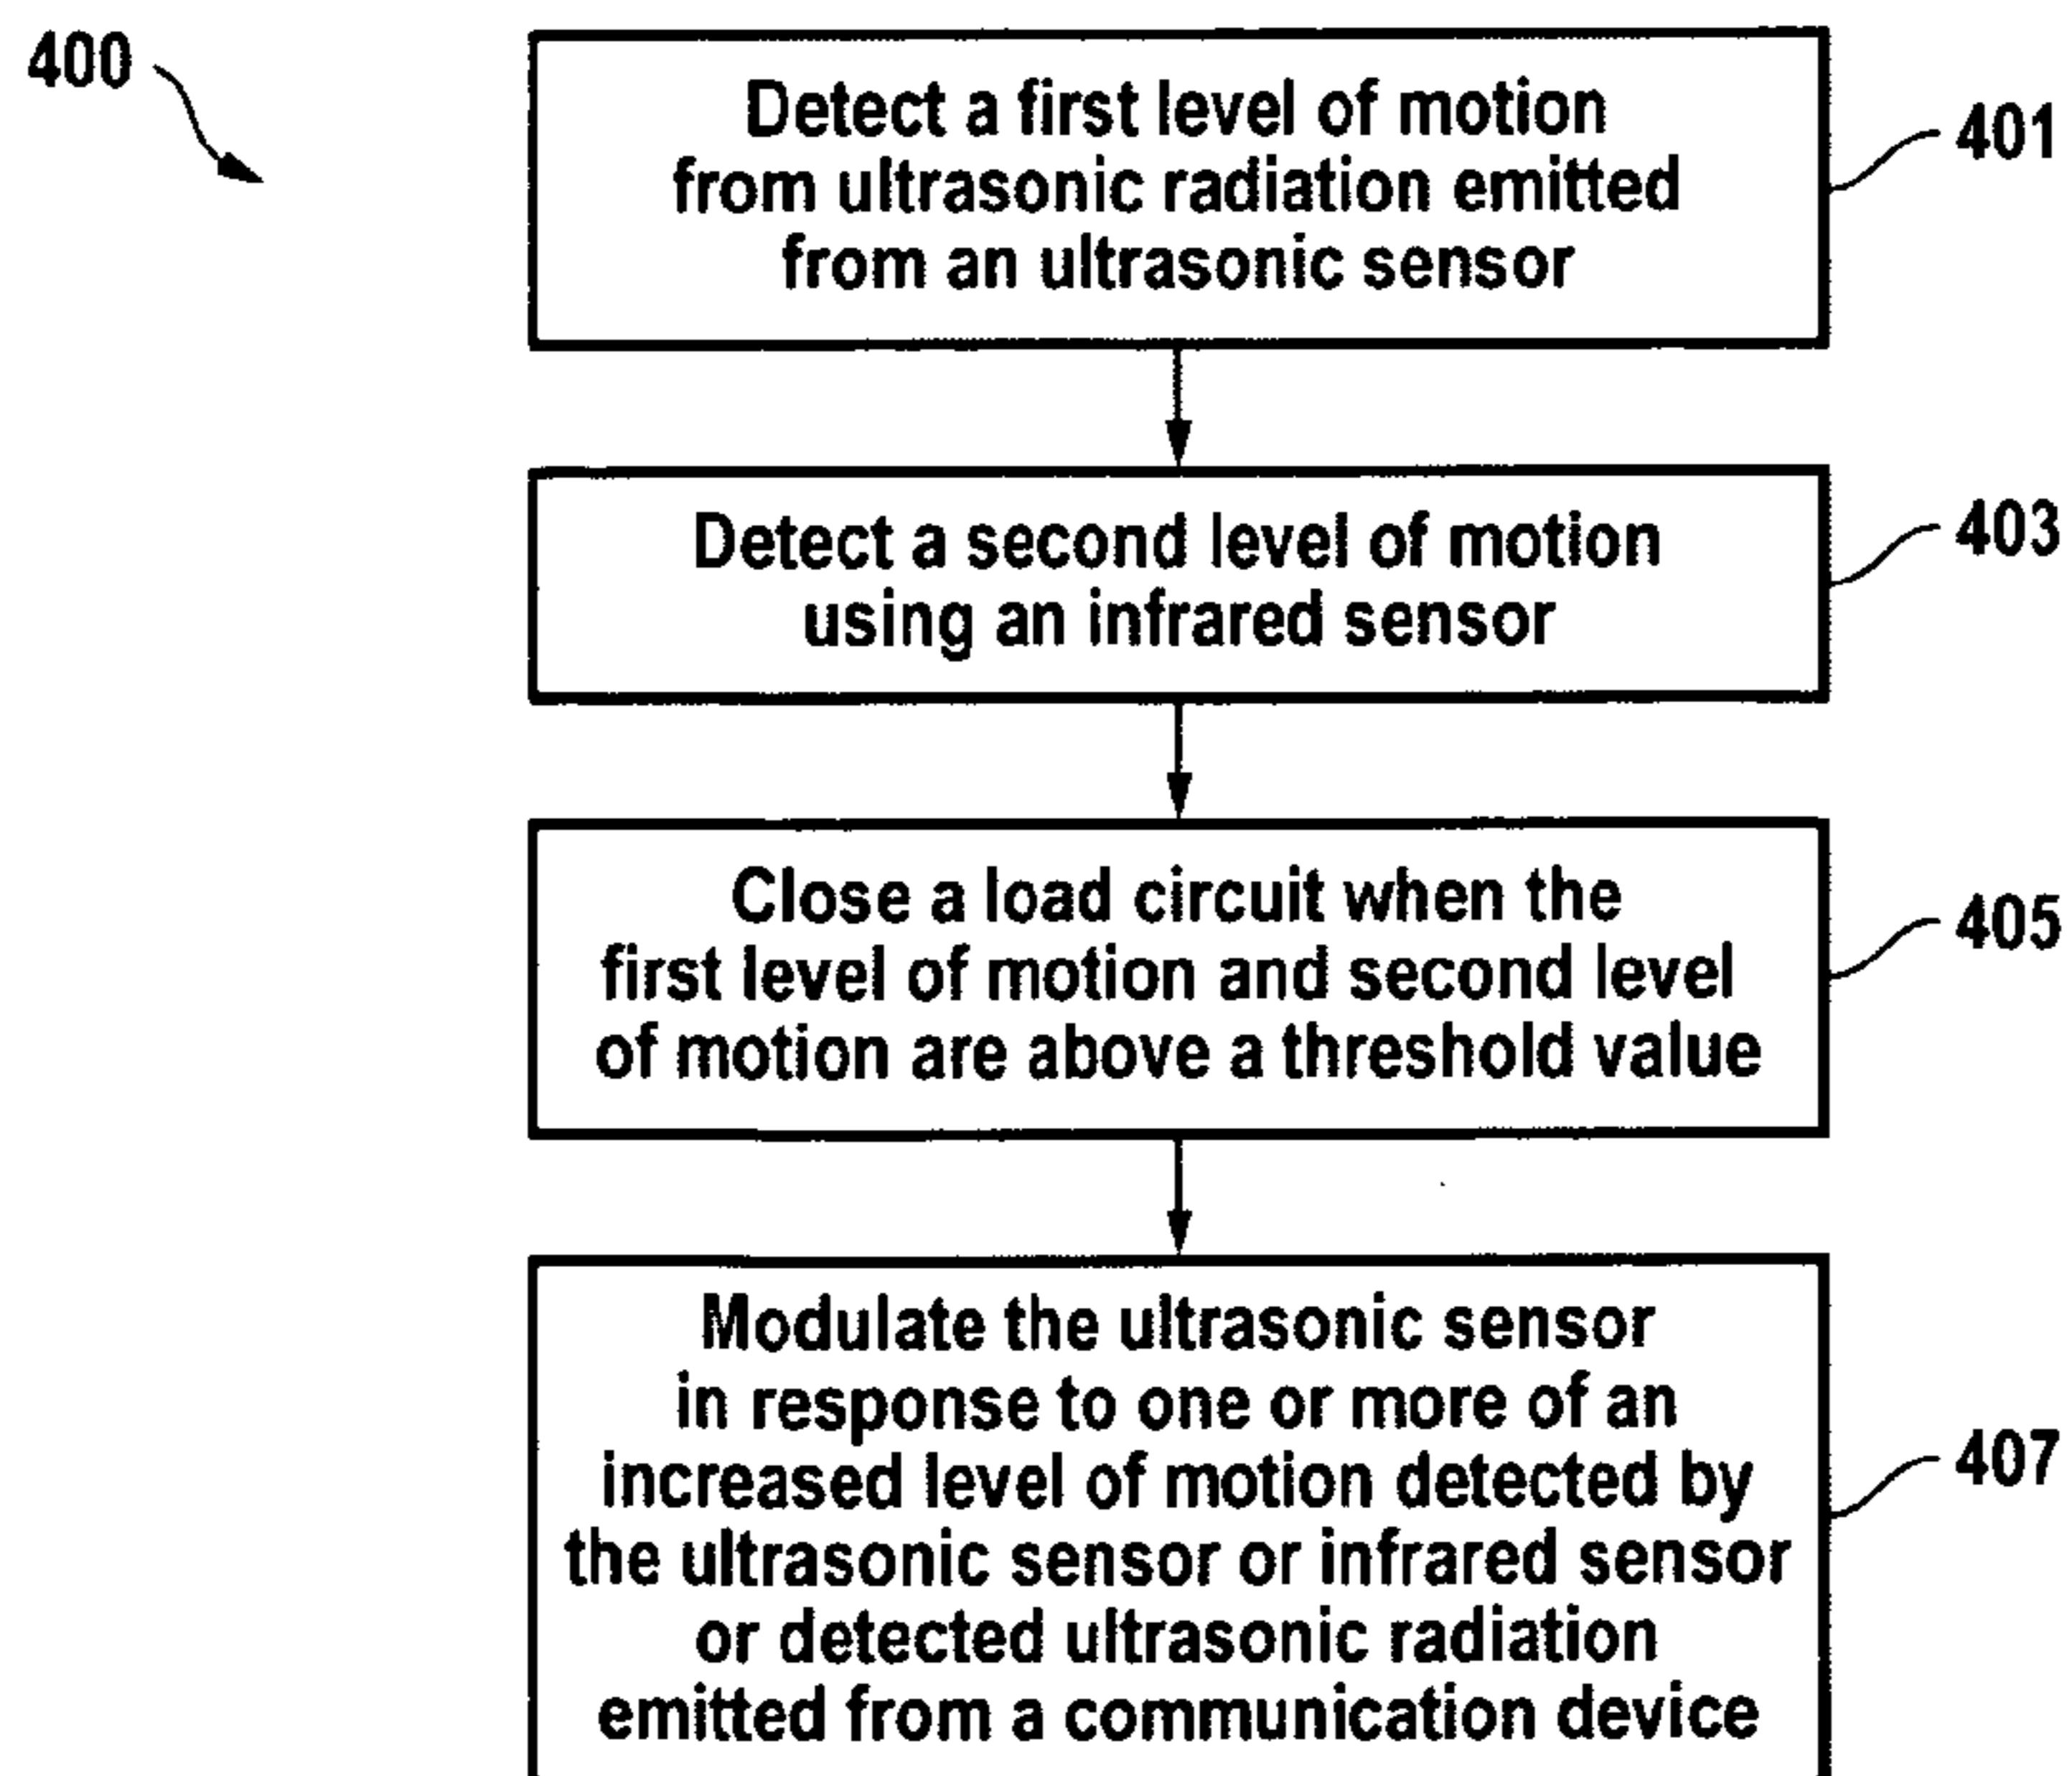 400
Detect a first level of motion
from ultrasonic radiation emitted
from an ultrasonic sensor
401
Detect a second level of motion
using an infrared sensor
403
Close a load circuit when the
first level of motion and second level
of motion are above a threshold value
405
Modulate the ultrasonic sensor
in response to one or more of an
increased level of motion detected by
the ultrasonic sensor or infrared sensor
or detected ultrasonic radiation
emitted from a communication device
407